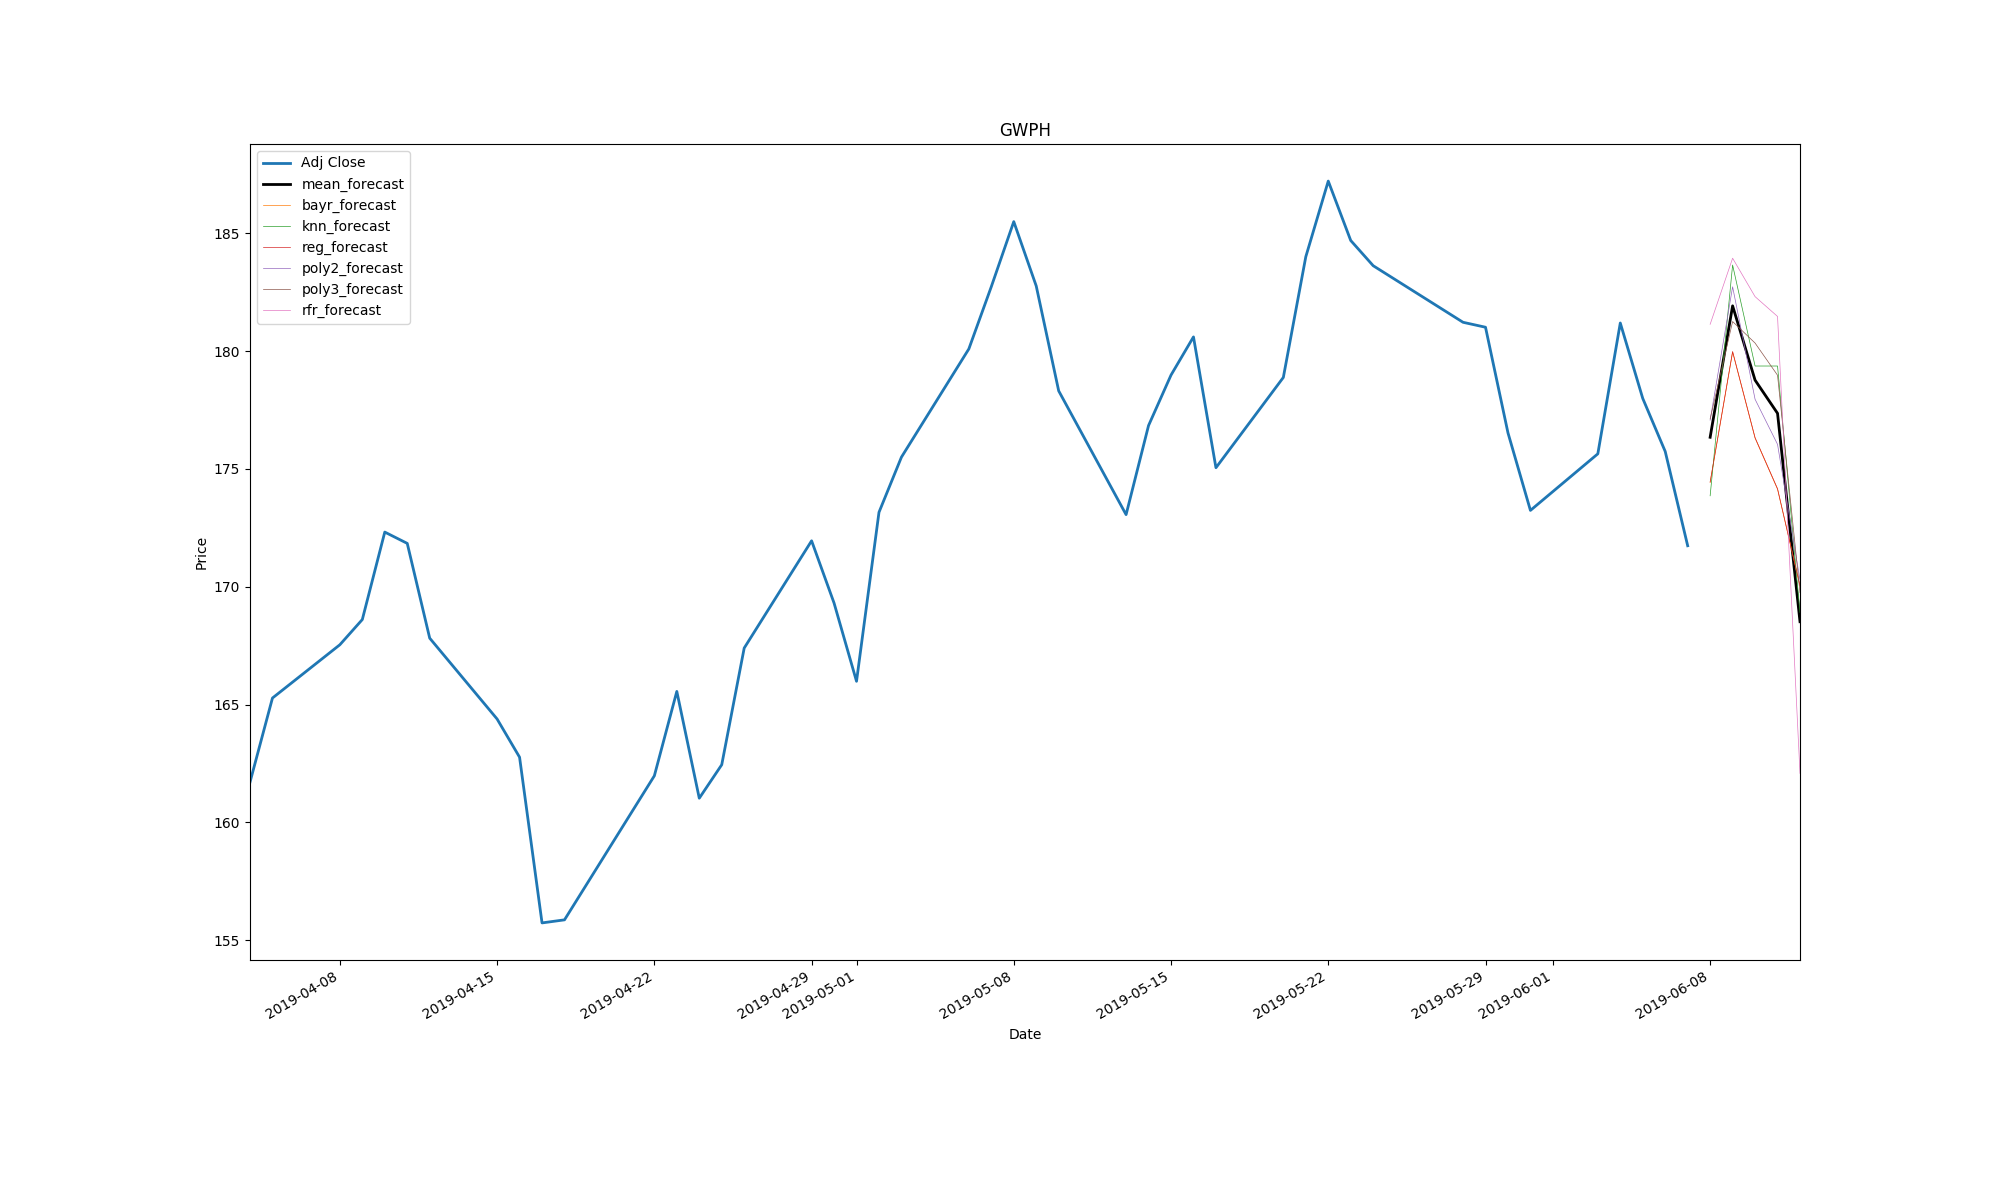 GWPH
Adj Close
mean_forecast
bayr_forecast
knn_forecast
reg_forecast
poly2_forecast
poly3_forecast
rfr_forecast
185
180
175
170
165
160
155
Price
2019-04-08
2019-04-15
2019-04-22
2019-04-29
2019-05-01
2019-05-08
2019-05-15
2019-05-22
2019-05-29
2019-06-01
2019-06-08
Date